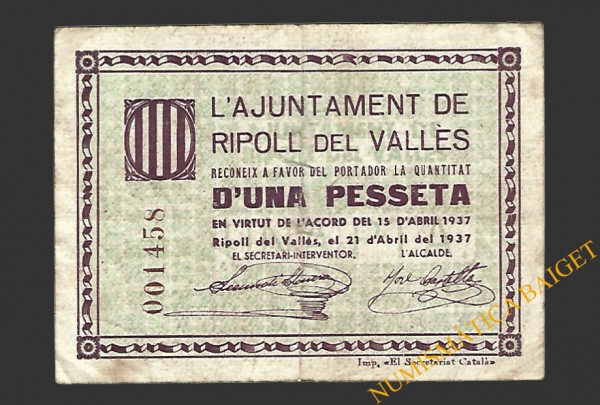 L'AJUNTAMENT DE
RIPOLL DEL VALLÈS
RECONEIX A FAVOR DEL PORTADOR LA QUANTITAT
D'UNA PESSETA
EN VIRTUT DE L'ACORD DEL 15 D'ABRIL 1937
Ripoll del Vallès, el 21 d'Abril del 1937
EL SECRETARI-INTERVENTOR, L'ALCALDE,
001458
Imp. «El Secretariat Català»
NUMISMATICA BAIGET